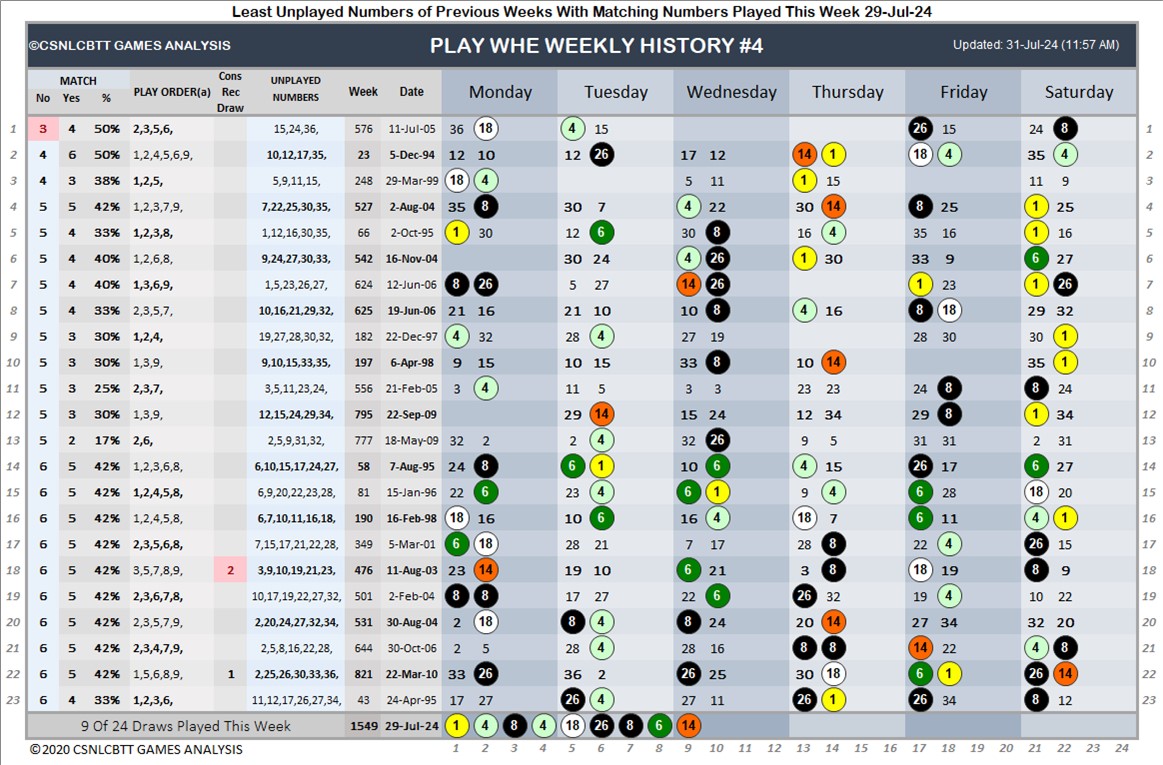 Least Unplayed Numbers of Previous Weeks With Matching Numbers Played This Week 29-Jul-24
©CSNLCBTT GAMES ANALYSIS PLAY WHE WEEKLY HISTORY #4 Updated: 31-Jul-24 (11:57 AM)
MATCH No Yes % PLAY ORDER(a) Cons Rec Draw UNPLAYED NUMBERS Week Date Monday Tuesday Wednesday Thursday Friday Saturday
1 3 4 50% 2,3,5,6, 15,24,36, 576 11-Jul-05 36 18 4 15 26 15 24 8 1
2 4 6 50% 1,2,4,5,6,9, 10,12,17,35, 23 5-Dec-94 12 10 12 26 17 12 14 1 18 4 35 4 2
3 4 3 38% 1,2,5, 5,9,11,15, 248 29-Mar-99 18 4 5 11 1 15 11 9 3
4 5 5 42% 1,2,3,7,9, 7,22,25,30,35, 527 2-Aug-04 35 8 30 7 4 22 30 14 8 25 1 25 4
5 5 4 33% 1,2,3,8, 1,12,16,30,35, 66 2-Oct-95 1 30 12 6 30 8 16 4 35 16 1 16 5
6 5 4 40% 1,2,6,8, 9,24,27,30,33, 542 16-Nov-04 30 24 4 26 1 30 33 9 6 27 6
7 5 4 40% 1,3,6,9, 1,5,23,26,27, 624 12-Jun-06 8 26 5 27 14 26 1 23 1 26 7
8 5 4 33% 2,3,5,7, 10,16,21,29,32, 625 19-Jun-06 21 16 21 10 10 8 4 16 8 18 29 32 8
9 5 3 30% 1,2,4, 19,27,28,30,32, 182 22-Dec-97 4 32 28 4 27 19 28 30 30 1 9
10 5 3 30% 1,3,9, 9,10,15,33,35, 197 6-Apr-98 9 15 10 15 33 8 10 14 35 1 10
11 5 3 25% 2,3,7, 3,5,11,23,24, 556 21-Feb-05 3 4 11 5 3 3 23 23 24 8 8 24 11
12 5 3 30% 1,3,9, 12,15,24,29,34, 795 22-Sep-09 29 14 15 24 12 34 29 8 1 34 12
13 5 2 17% 2,6, 2,5,9,31,32, 777 18-May-09 32 2 2 4 32 26 9 5 31 31 2 31 13
14 6 5 42% 1,2,3,6,8, 6,10,15,17,24,27, 58 7-Aug-95 24 8 6 1 10 6 4 15 26 17 6 27 14
15 6 5 42% 1,2,4,5,8, 6,9,20,22,23,28, 81 15-Jan-96 22 6 23 4 6 1 9 4 6 28 18 20 15
16 6 5 42% 1,2,4,5,8, 6,7,10,11,16,18, 190 16-Feb-98 18 16 10 6 16 4 18 7 6 11 4 1 16
17 6 5 42% 2,3,5,6,8, 7,15,17,21,22,28, 349 5-Mar-01 6 18 28 21 7 17 28 8 22 4 26 15 17
18 6 5 42% 3,5,7,8,9, 2 3,9,10,19,21,23, 476 11-Aug-03 23 14 19 10 6 21 3 8 18 19 8 9 18
19 6 5 42% 2,3,6,7,8, 10,17,19,22,27,32, 501 2-Feb-04 8 8 17 27 22 6 26 32 19 4 10 22 19
20 6 5 42% 2,3,5,7,9, 2,20,24,27,32,34, 531 30-Aug-04 2 18 8 4 8 24 20 14 27 34 32 20 20
21 6 5 42% 2,3,4,7,9, 2,5,8,16,22,28, 644 30-Oct-06 2 5 28 4 28 16 8 8 14 22 4 8 21
22 6 5 42% 1,5,6,8,9, 1 2,25,26,30,33,36, 821 22-Mar-10 33 26 36 2 26 25 30 18 6 1 26 14 22
23 6 4 33% 1,2,3,6, 11,12,17,26,27,34, 43 24-Apr-95 17 27 26 4 27 11 26 1 26 34 8 12 23
9 Of 24 Draws Played This Week 1549 29-Jul-24 1 4 8 4 18 26 8 6 14
©2020 CSNLCBTT GAMES ANALYSIS 1 2 3 4 5 6 7 8 9 10 11 12 13 14 15 16 17 18 19 20 21 22 23 24